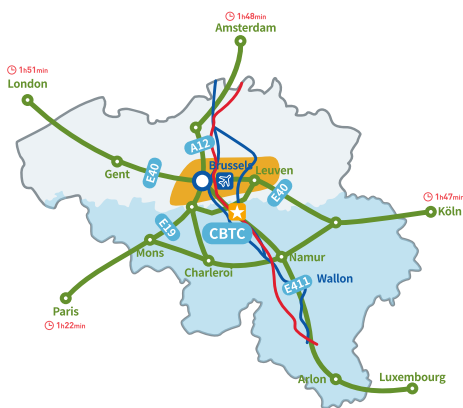 1h48min
Amsterdam
1h51min
London
A12
Brussels
Gent
E40
Leuven
E40
1h47min
Köln
E19
CBTC
Mons
Namur
Charleroi
E411
Wallon
Paris
1h22min
Arlon
Luxembourg